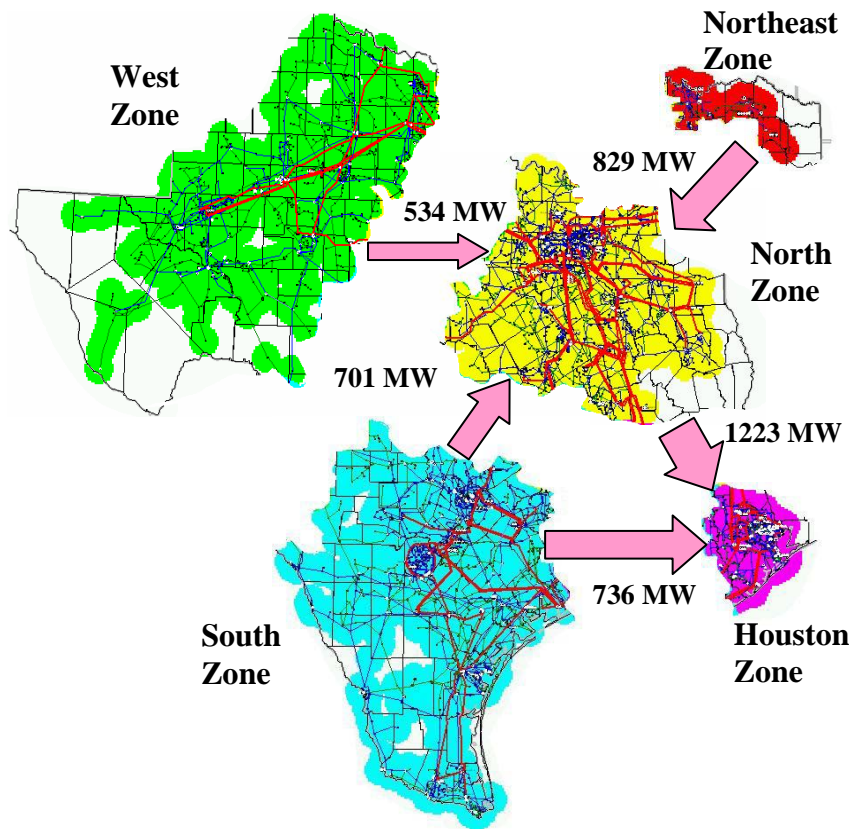 Northeast
Zone
West
Zone
829 MW
534 MW
North
Zone
701 MW
1223 MW
736 MW
South
Zone
Houston
Zone